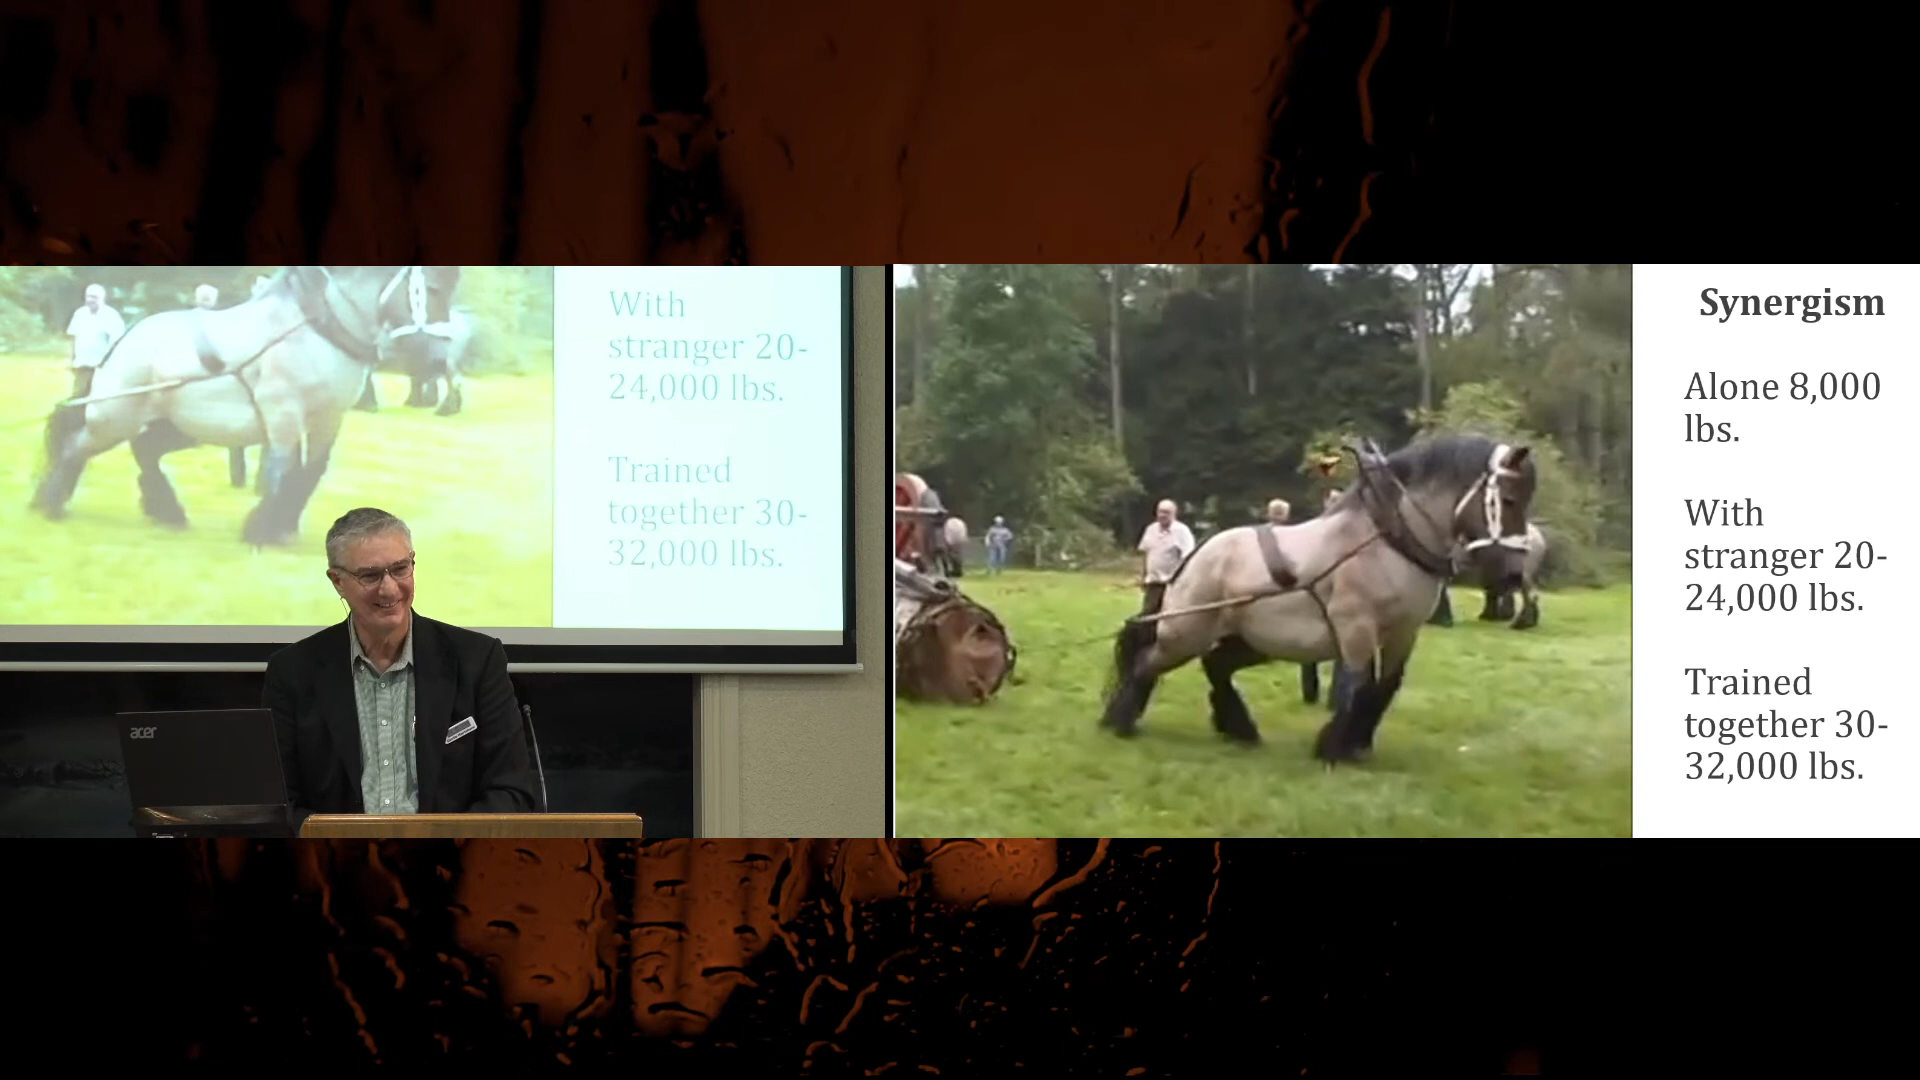 With
stranger 20-
24,000 lbs.
Trained
together 30-
32,000 lbs.
acer
Synergism
Alone 8,000
lbs.
With
stranger 20-
24,000 lbs.
Trained
together 30-
32,000 lbs.